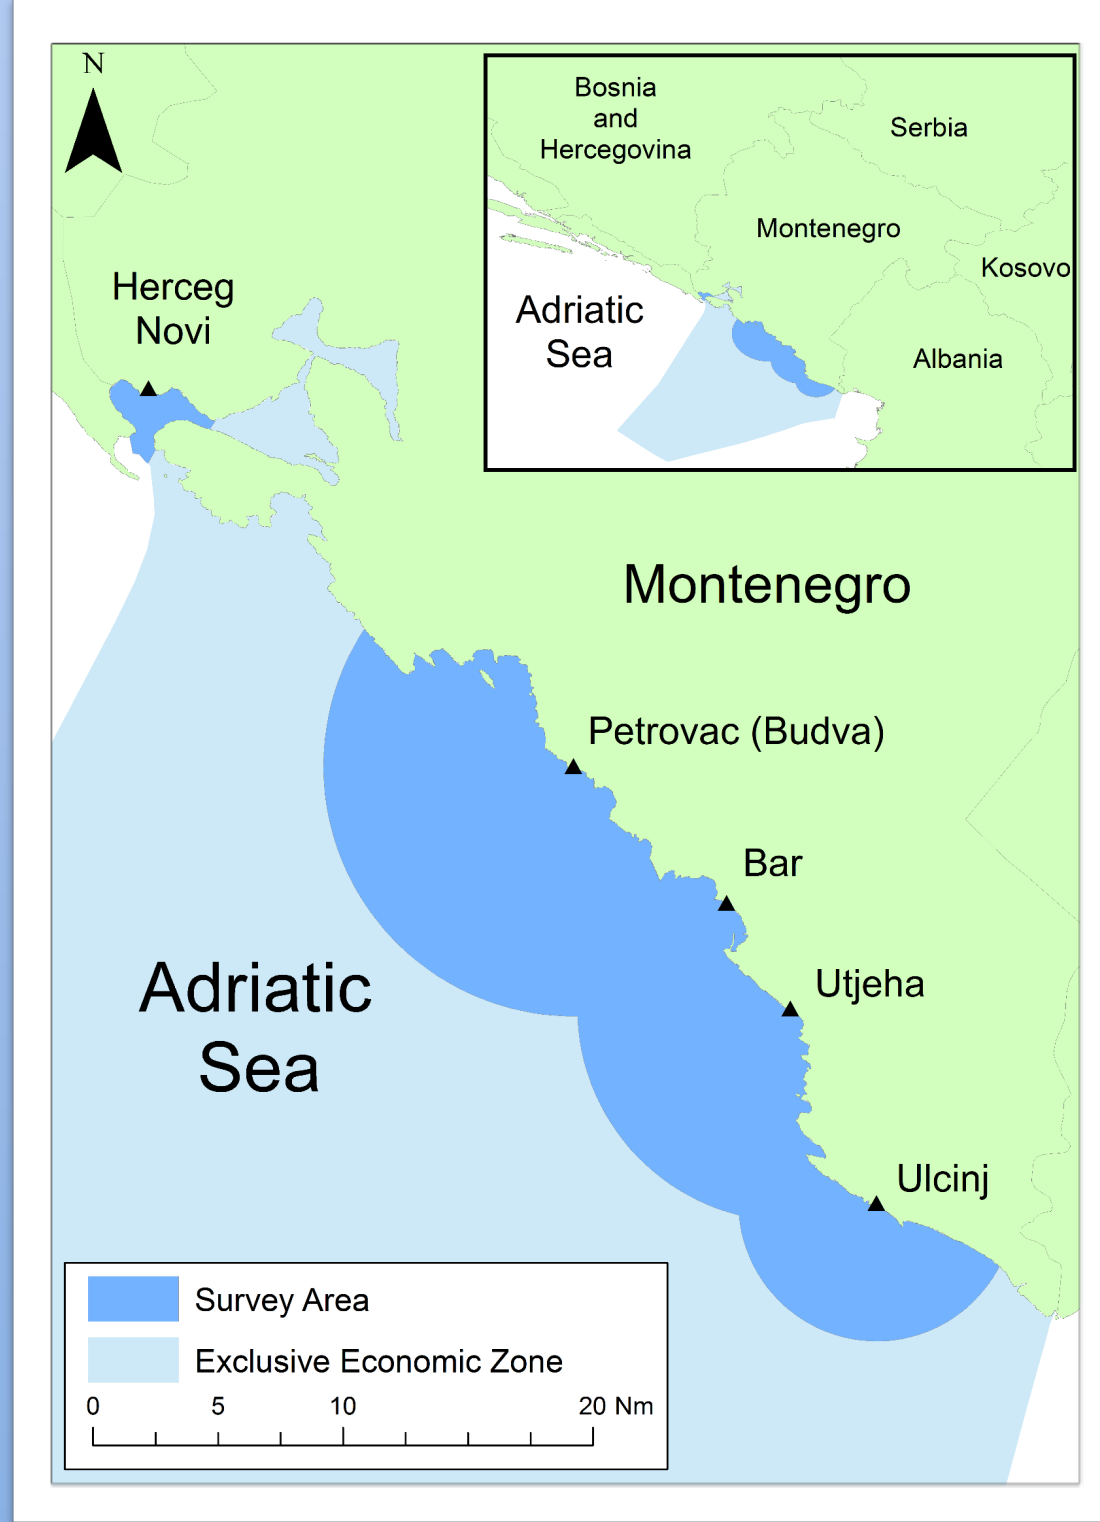 N
Bosnia
and
Hercegovina
Serbia
Montenegro
Kosovo
Adriatic
Sea
Albania
Herceg
Novi
Montenegro
Petrovac (Budva)
Bar
Utjeha
Adriatic
Sea
Ulcinj
Survey Area
Exclusive Economic Zone
0 5 10 20 Nm